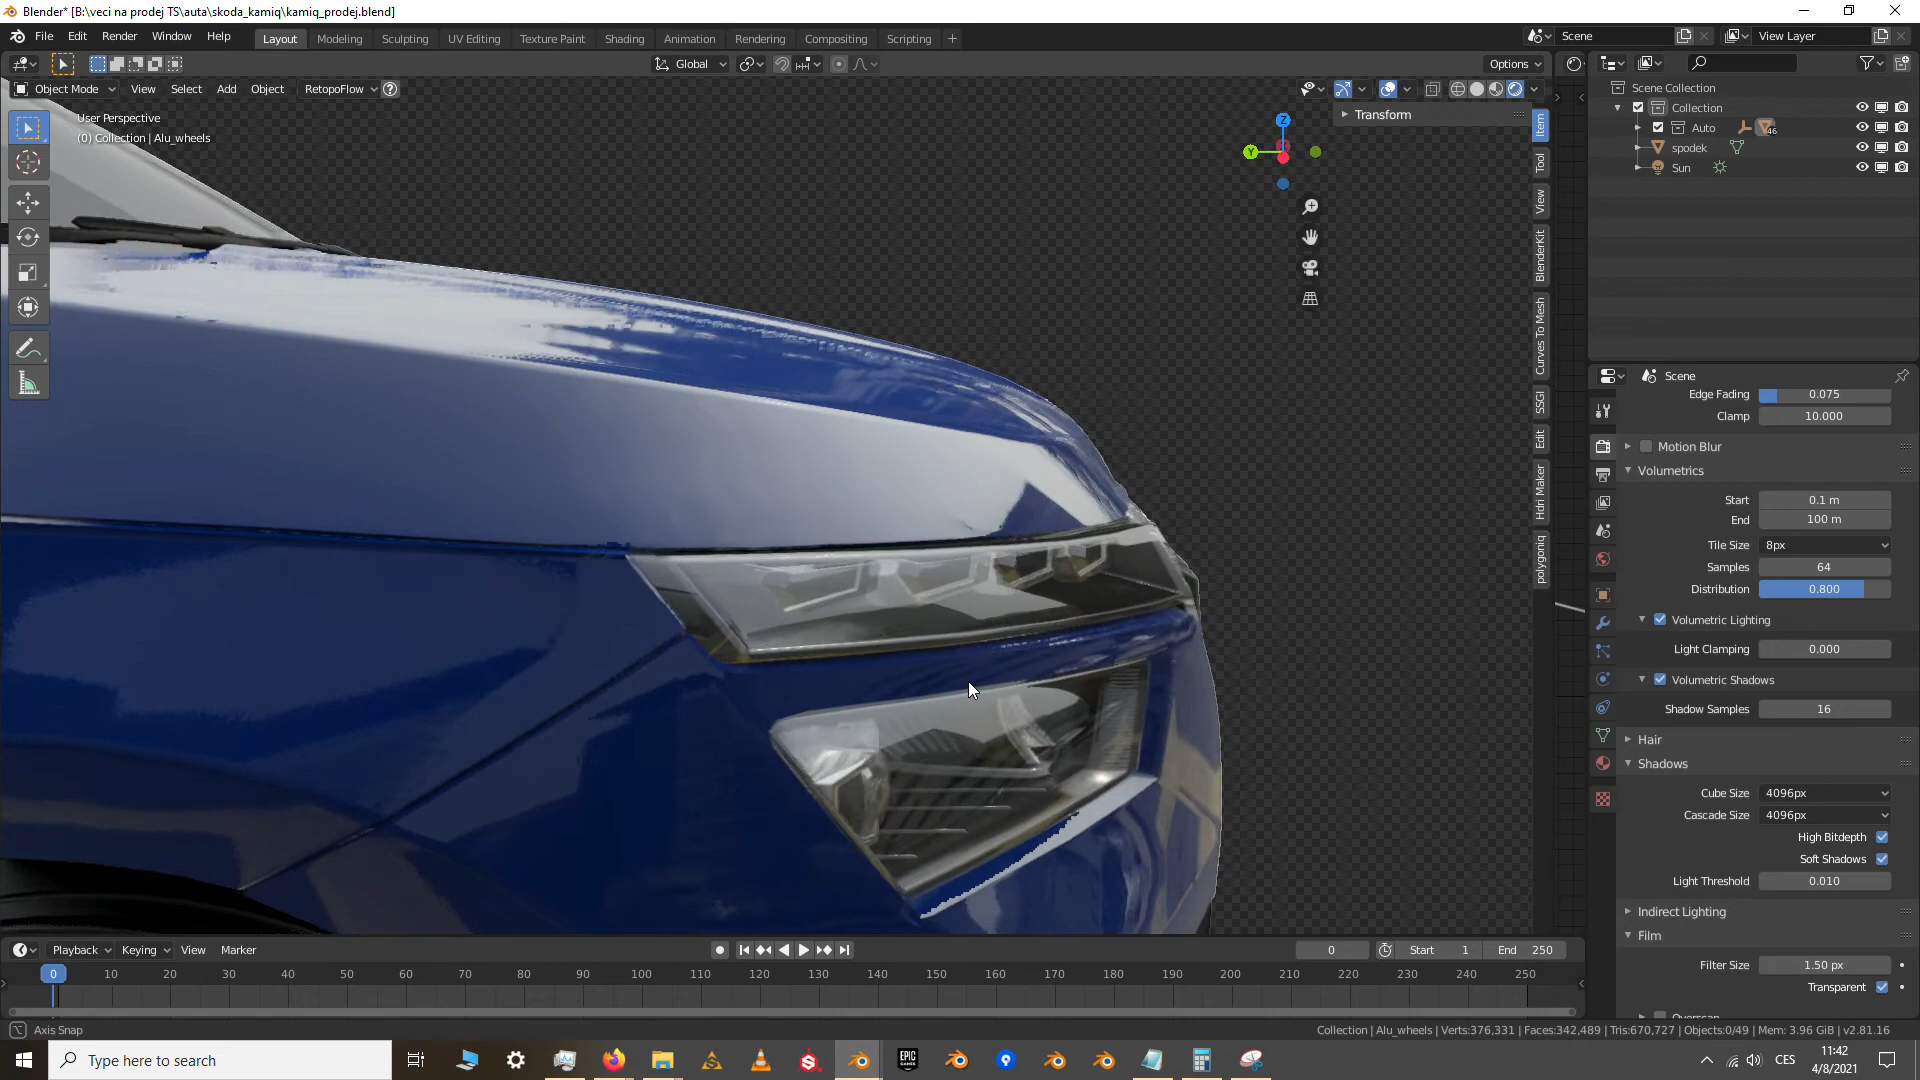 Blender* [B:\veci na prodej TS\auta\skoda_kamiq\kamiq_prodej.blend]
File Edit Render Window Help
Layout Modeling Sculpting UV Editing Texture Paint Shading Animation Rendering Compositing Scripting +
Scene
View Layer
Global
Options
Object Mode View Select Add Object RetopoFlow
User Perspective
(0) Collection | Alu_wheels
Transform
Z
Y
Item
Tool
View
BlenderKit
Curves To Mesh
SSGI
Edit
Hdri Maker
polygoniq
Scene Collection
Collection
Auto
46
spodek
Sun
Scene
Edge Fading 0.075
Clamp 10.000
Motion Blur
Volumetrics
Start 0.1 m
End 100 m
Tile Size 8px
Samples 64
Distribution 0.800
Volumetric Lighting
Light Clamping 0.000
Volumetric Shadows
Shadow Samples 16
Hair
Shadows
Cube Size 4096px
Cascade Size 4096px
High Bitdepth
Soft Shadows
Light Threshold 0.010
Indirect Lighting
Film
Filter Size 1.50 px
Transparent
Overscan
Playback Keying View Marker
0
Start 1
End 250
0 10 20 30 40 50 60 70 80 90 100 110 120 130 140 150 160 170 180 190 200 210 220 230 240 250
Axis Snap
Collection | Alu_wheels | Verts:376,331 | Faces:342,489 | Tris:670,727 | Objects:0/49 | Mem: 3.96 GiB | v2.81.16
Type here to search
EPIC
GAMES
CES
11:42
4/8/2021